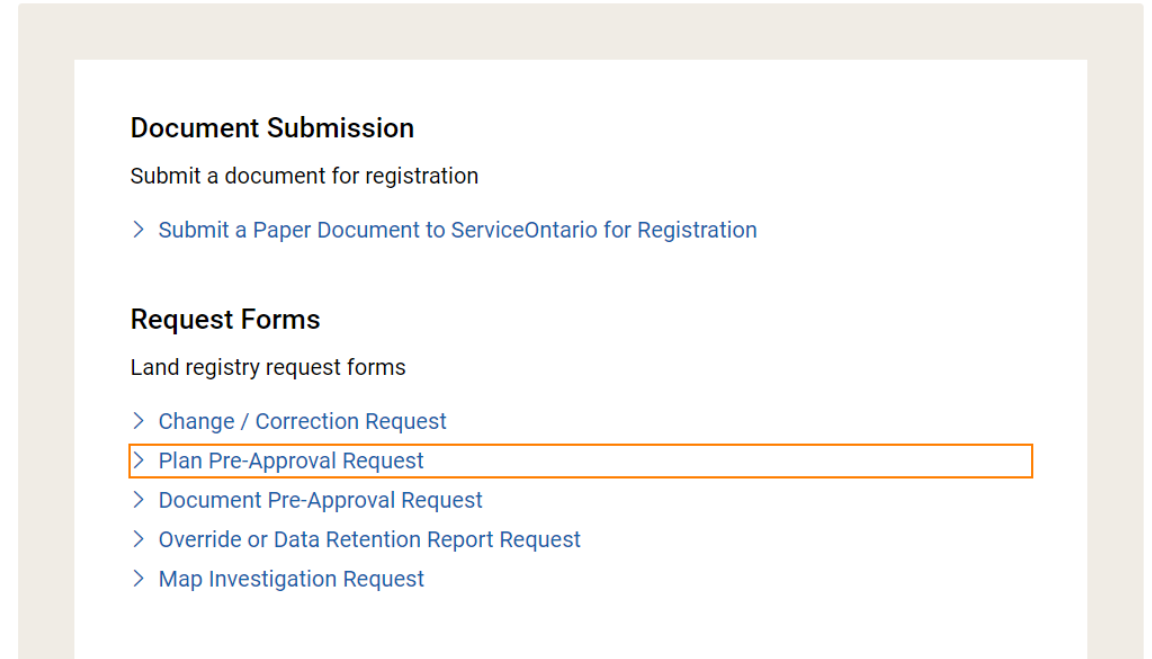 Document Submission
Submit a document for registration
> Submit a Paper Document to ServiceOntario for Registration
Request Forms
Land registry request forms
> Change / Correction Request
> Plan Pre-Approval Request
> Document Pre-Approval Request
> Override or Data Retention Report Request
> Map Investigation Request